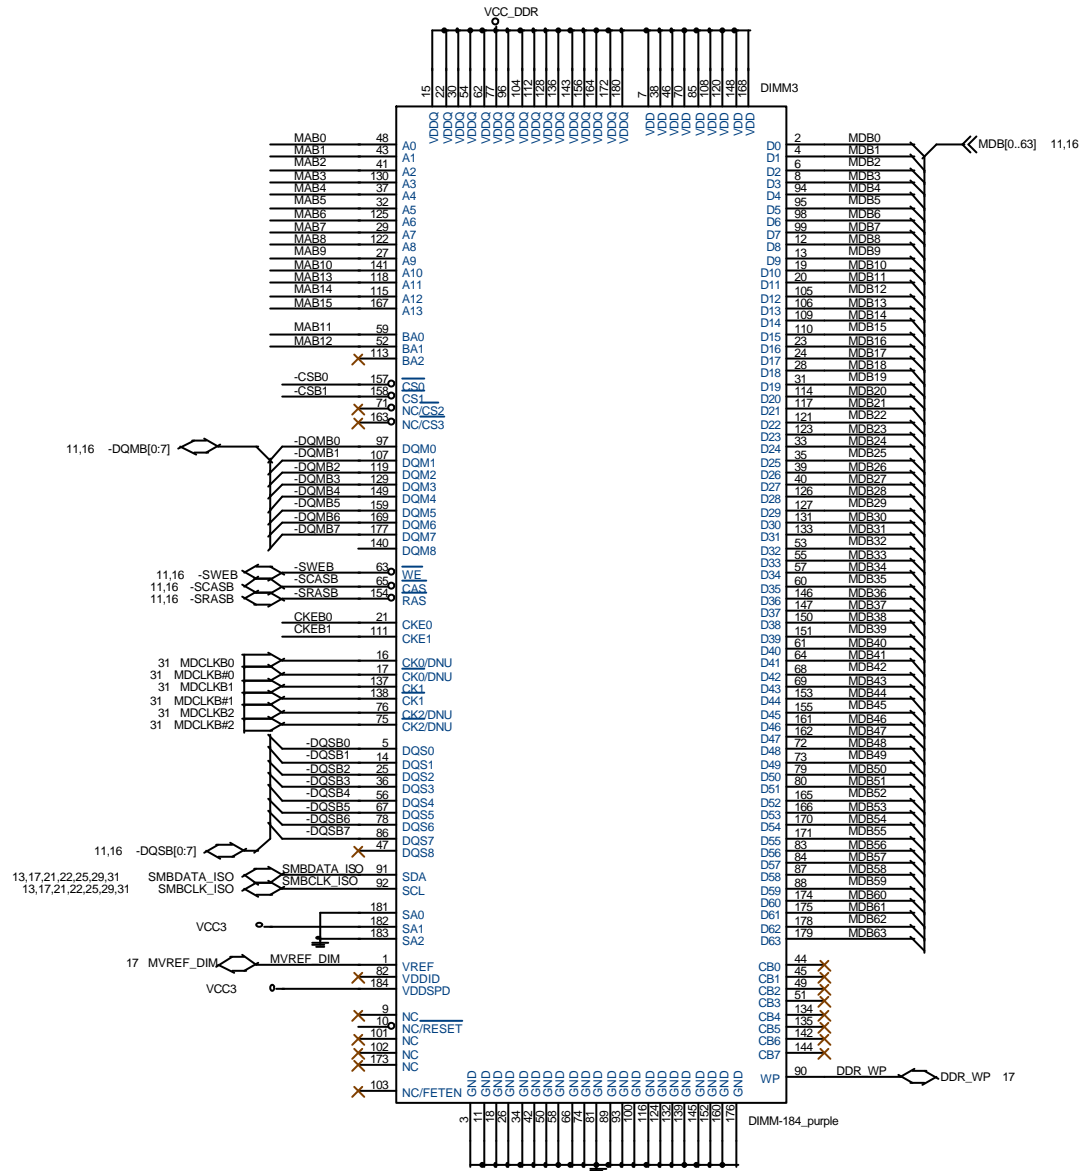 VCC_DDR
15 22 30 54 62 77 96 104 112 128 136 143 156 164 172 180 7 38 46 70 85 108 120 148 168
DIMM3
VDDQ VDDQ VDDQ VDDQ VDDQ VDDQ VDDQ VDDQ VDDQ VDDQ VDDQ VDDQ VDDQ VDDQ VDDQ VDDQ VDD VDD VDD VDD VDD VDD VDD VDD VDD
MAB0 48 A0
MAB1 43 A1
MAB2 41 A2
MAB3 130 A3
MAB4 37 A4
MAB5 32 A5
MAB6 125 A6
MAB7 29 A7
MAB8 122 A8
MAB9 27 A9
MAB10 141 A10
MAB13 118 A11
MAB14 115 A12
MAB15 167 A13
MAB11 59 BA0
MAB12 52 BA1
113 BA2
-CSB0 157 CS0
-CSB1 158 CS1
71 NC/CS2
163 NC/CS3
11,16 -DQMB[0:7]
-DQMB0 97 DQM0
-DQMB1 107 DQM1
-DQMB2 119 DQM2
-DQMB3 129 DQM3
-DQMB4 149 DQM4
-DQMB5 159 DQM5
-DQMB6 169 DQM6
-DQMB7 177 DQM7
140 DQM8
11,16 -SWEB -SWEB 63 WE
11,16 -SCASB -SCASB 65 CAS
11,16 -SRASB -SRASB 154 RAS
CKEB0 21 CKE0
CKEB1 111 CKE1
31 MDCLKB0 16 CK0/DNU
31 MDCLKB#0 17 CK0/DNU
31 MDCLKB1 137 CK1
31 MDCLKB#1 138 CK1
31 MDCLKB2 76 CK2/DNU
31 MDCLKB#2 75 CK2/DNU
-DQSB0 5 DQS0
-DQSB1 14 DQS1
-DQSB2 25 DQS2
-DQSB3 36 DQS3
-DQSB4 56 DQS4
-DQSB5 67 DQS5
-DQSB6 78 DQS6
-DQSB7 86 DQS7
11,16 -DQSB[0:7] 47 DQS8
13,17,21,22,25,29,31 SMBDATA_ISO SMBDATA_ISO 91 SDA
13,17,21,22,25,29,31 SMBCLK_ISO SMBCLK_ISO 92 SCL
181 SA0
VCC3 182 SA1
183 SA2
17 MVREF_DIM MVREF_DIM 1 VREF
82 VDDID
VCC3 184 VDDSPD
9 NC
10 NC/RESET
101 NC
102 NC
173 NC
103 NC/FETEN
D0 2 MDB0
MDB[0..63] 11,16
D1 4 MDB1
D2 6 MDB2
D3 8 MDB3
D4 94 MDB4
D5 95 MDB5
D6 98 MDB6
D7 99 MDB7
D8 12 MDB8
D9 13 MDB9
D10 19 MDB10
D11 20 MDB11
D12 105 MDB12
D13 106 MDB13
D14 109 MDB14
D15 110 MDB15
D16 23 MDB16
D17 24 MDB17
D18 28 MDB18
D19 31 MDB19
D20 114 MDB20
D21 117 MDB21
D22 121 MDB22
D23 123 MDB23
D24 33 MDB24
D25 35 MDB25
D26 39 MDB26
D27 40 MDB27
D28 126 MDB28
D29 127 MDB29
D30 131 MDB30
D31 133 MDB31
D32 53 MDB32
D33 55 MDB33
D34 57 MDB34
D35 60 MDB35
D36 146 MDB36
D37 147 MDB37
D38 150 MDB38
D39 151 MDB39
D40 61 MDB40
D41 64 MDB41
D42 68 MDB42
D43 69 MDB43
D44 153 MDB44
D45 155 MDB45
D46 161 MDB46
D47 162 MDB47
D48 72 MDB48
D49 73 MDB49
D50 79 MDB50
D51 80 MDB51
D52 165 MDB52
D53 166 MDB53
D54 170 MDB54
D55 171 MDB55
D56 83 MDB56
D57 84 MDB57
D58 87 MDB58
D59 88 MDB59
D60 174 MDB60
D61 175 MDB61
D62 178 MDB62
D63 179 MDB63
CB0 44
CB1 45
CB2 49
CB3 51
CB4 134
CB5 135
CB6 142
CB7 144
WP 90 DDR_WP DDR_WP 17
GND GND GND GND GND GND GND GND GND GND GND GND GND GND GND GND GND GND GND GND GND GND
3 11 18 26 34 42 50 58 66 74 81 89 93 100 116 124 132 139 145 152 160 176
DIMM-184_purple